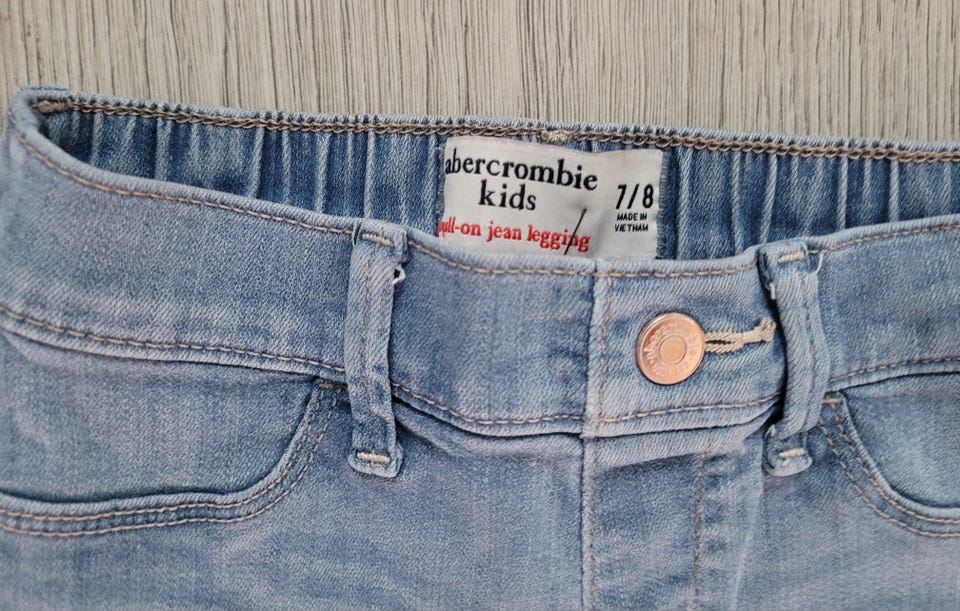 abercrombie
kids
7/8
MADE IN
VIETNAM
pull-on jean legging